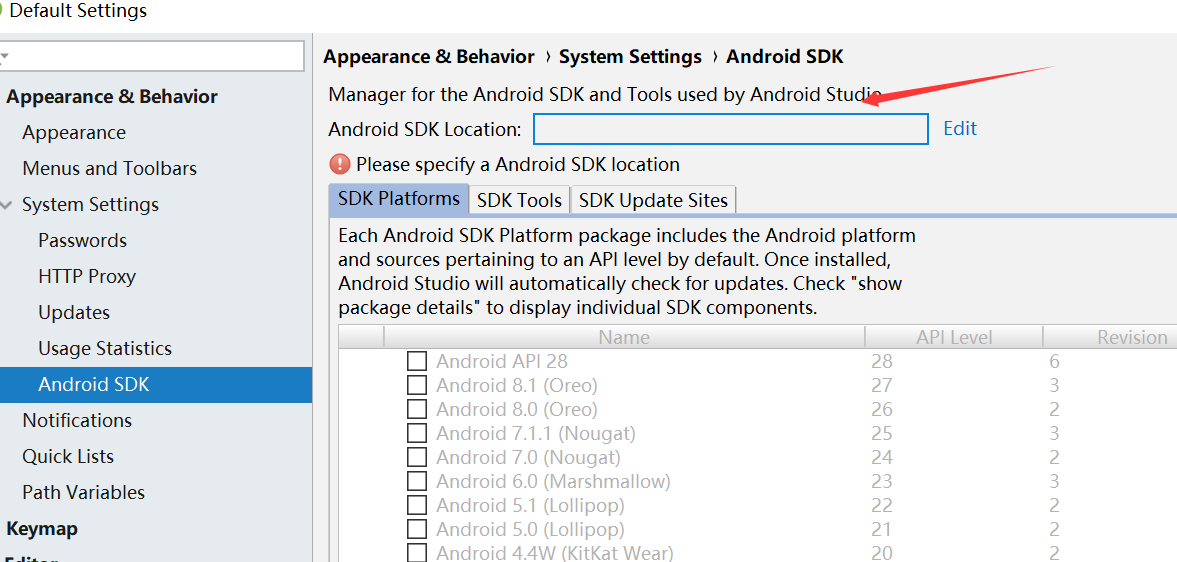 Default Settings
Appearance & Behavior
Appearance
Menus and Toolbars
System Settings
Passwords
HTTP Proxy
Updates
Usage Statistics
Android SDK
Notifications
Quick Lists
Path Variables
Keymap
Editor
Appearance & Behavior › System Settings › Android SDK
Manager for the Android SDK and Tools used by Android Studio
Android SDK Location: Edit
Please specify a Android SDK location
SDK Platforms SDK Tools SDK Update Sites
Each Android SDK Platform package includes the Android platform
and sources pertaining to an API level by default. Once installed,
Android Studio will automatically check for updates. Check "show
package details" to display individual SDK components.
Name API Level Revision
Android API 28 28 6
Android 8.1 (Oreo) 27 3
Android 8.0 (Oreo) 26 2
Android 7.1.1 (Nougat) 25 3
Android 7.0 (Nougat) 24 2
Android 6.0 (Marshmallow) 23 3
Android 5.1 (Lollipop) 22 2
Android 5.0 (Lollipop) 21 2
Android 4.4W (KitKat Wear) 20 2